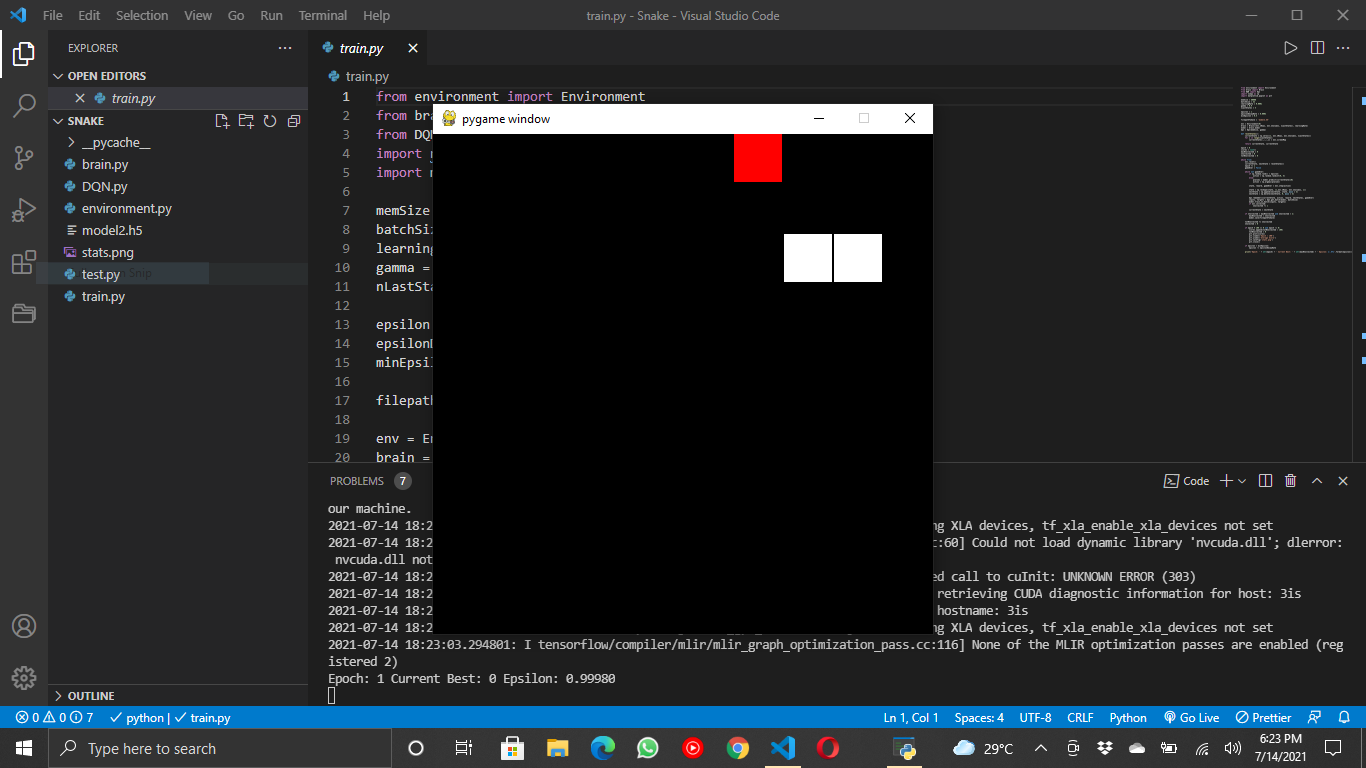 File Edit Selection View Go Run Terminal Help
train.py - Snake - Visual Studio Code
EXPLORER
OPEN EDITORS
train.py
SNAKE
__pycache__
brain.py
DQN.py
environment.py
model2.h5
stats.png
test.py
Snip
train.py
OUTLINE
train.py
train.py
1 from environment import Environment
2 from bra
3 from DQN
4 import
5 import
6
7 memSize
8 batchSiz
9 learning
10 gamma =
11 nLastSta
12
13 epsilon
14 epsilonD
15 minEpsil
16
17 filepath
18
19 env = En
20 brain =
pygame window
PROBLEMS 7
Code
our machine.
2021-07-14 18:2
ng XLA devices, tf_xla_enable_xla_devices not set
2021-07-14 18:2
c:60] Could not load dynamic library 'nvcuda.dll'; dlerror:
nvcuda.dll not
2021-07-14 18:2
ed call to cuInit: UNKNOWN ERROR (303)
2021-07-14 18:2
retrieving CUDA diagnostic information for host: 3is
2021-07-14 18:2
hostname: 3is
2021-07-14 18:2
ng XLA devices, tf_xla_enable_xla_devices not set
2021-07-14 18:23:03.294801: I tensorflow/compiler/mlir/mlir_graph_optimization_pass.cc:116] None of the MLIR optimization passes are enabled (reg
istered 2)
Epoch: 1 Current Best: 0 Epsilon: 0.99980
0 0 7 python | train.py
Ln 1, Col 1 Spaces: 4 UTF-8 CRLF Python Go Live Prettier
Type here to search
29°C
6:23 PM
7/14/2021